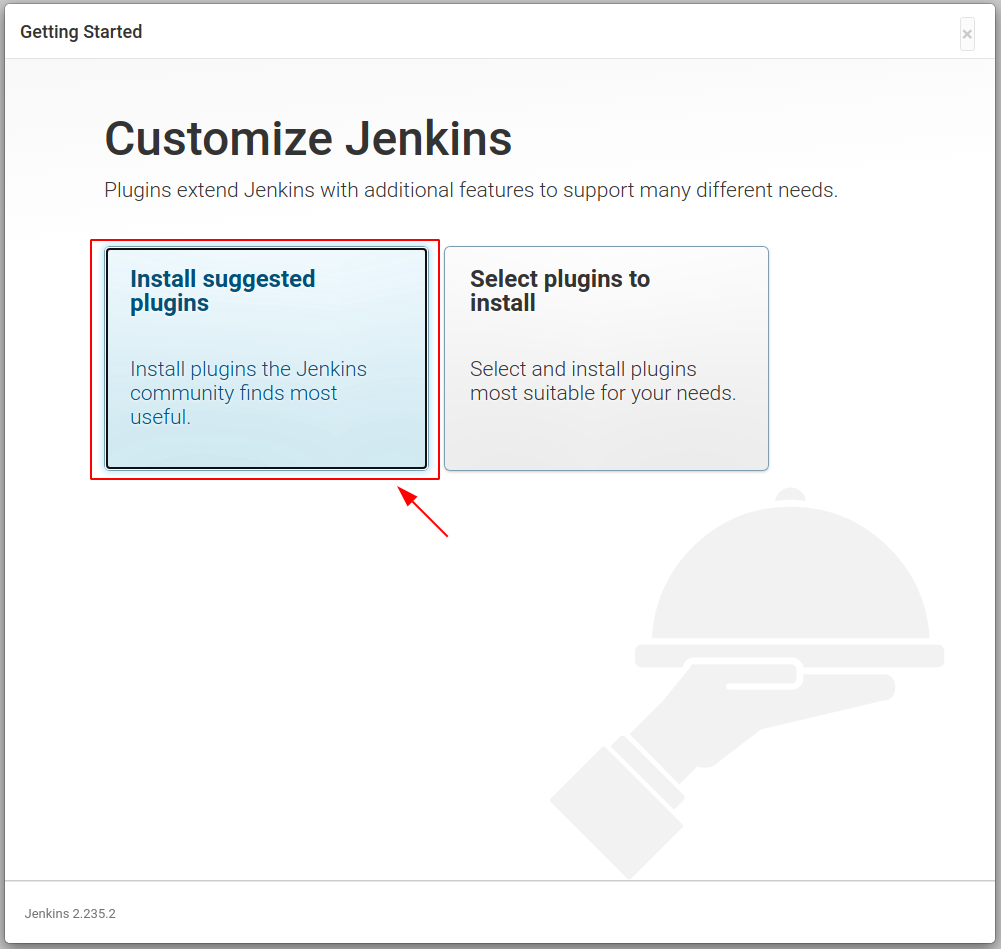 Getting Started
×
Customize Jenkins
Plugins extend Jenkins with additional features to support many different needs.
Install suggested
plugins
Install plugins the Jenkins
community finds most
useful.
Select plugins to
install
Select and install plugins
most suitable for your needs.
Jenkins 2.235.2